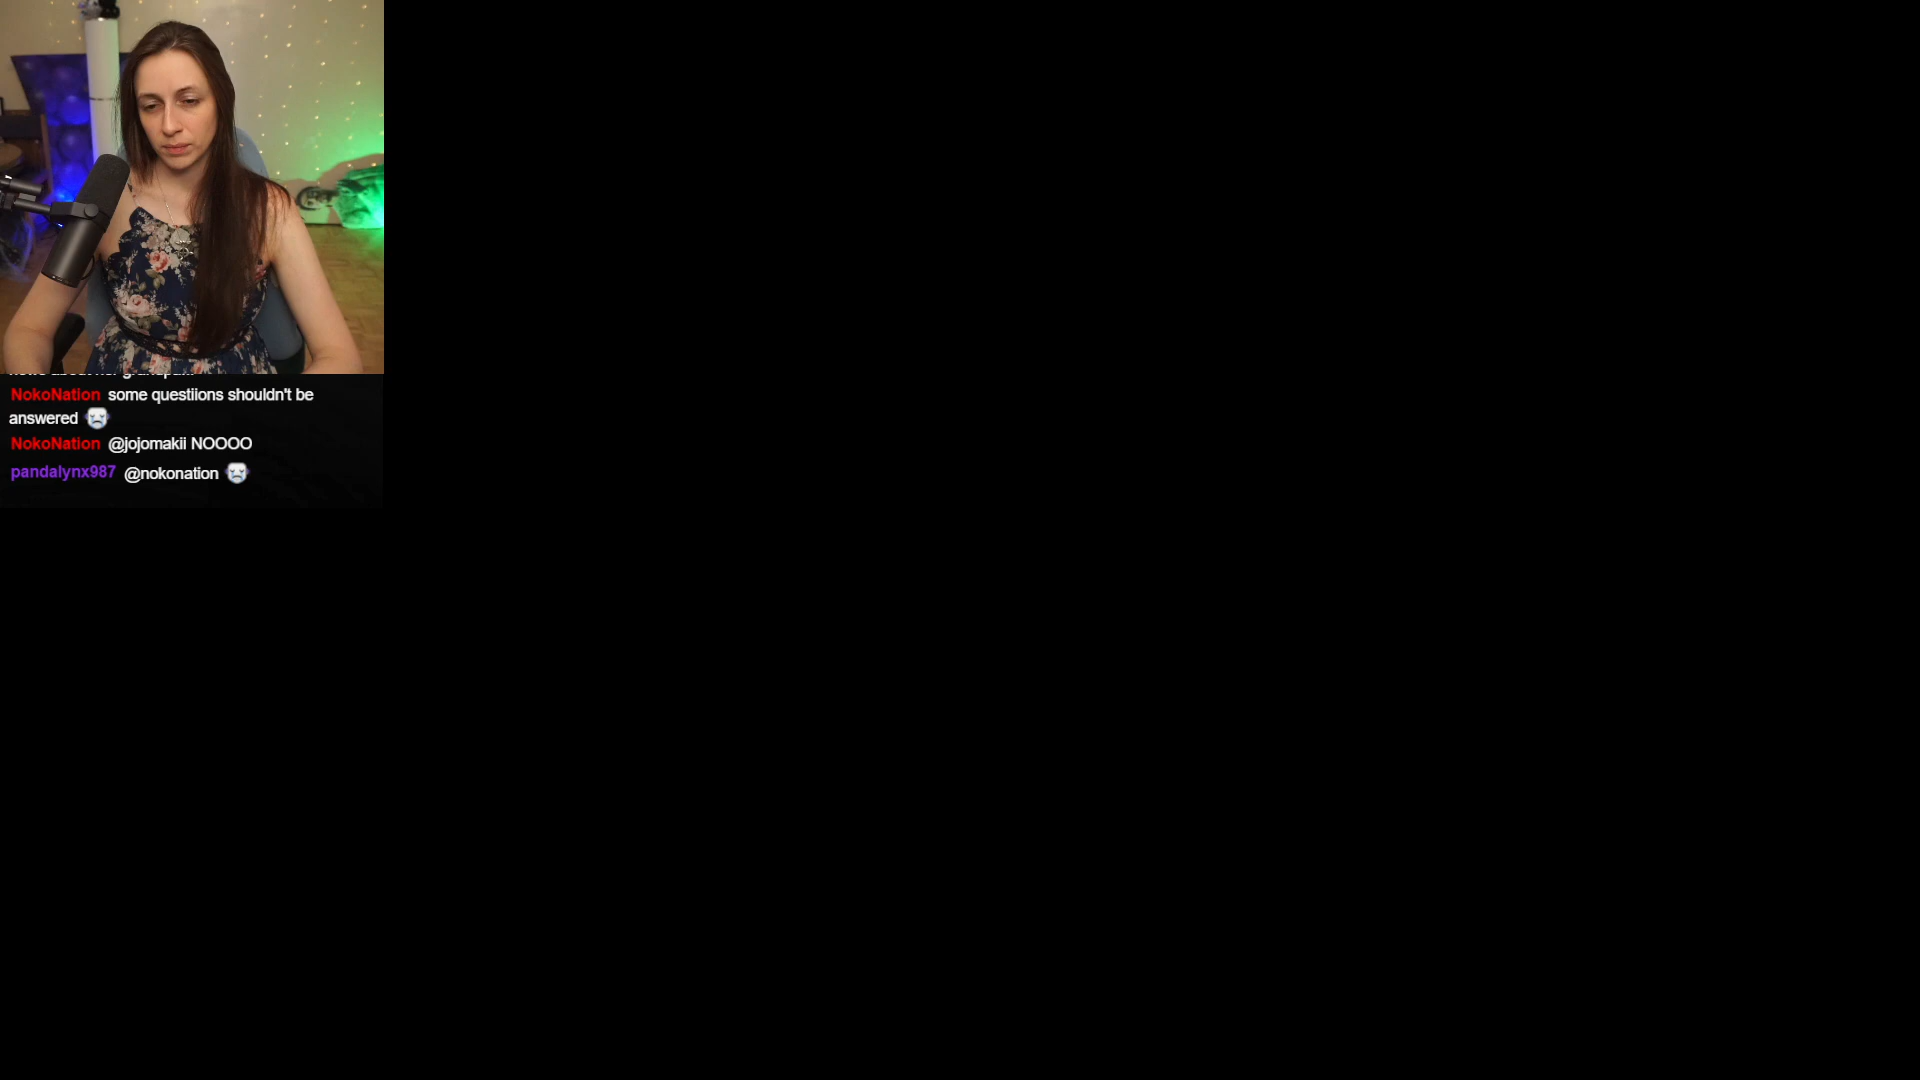 NokoNation some questiions shouldn't be
answered
NokoNation @jojomakii NOOOO
pandalynx987 @nokonation